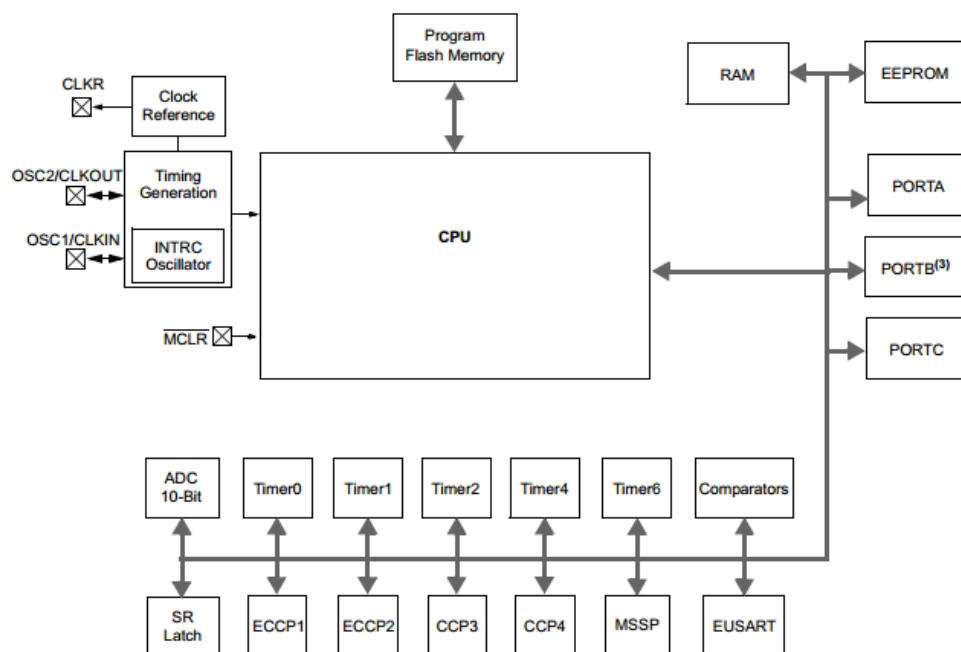 Program
Flash Memory
RAM
EEPROM
CLKR
Clock
Reference
OSC2/CLKOUT
Timing
Generation
PORTA
OSC1/CLKIN
INTRC
Oscillator
CPU
PORTB(3)
MCLR
PORTC
ADC
10-Bit
Timer0
Timer1
Timer2
Timer4
Timer6
Comparators
SR
Latch
ECCP1
ECCP2
CCP3
CCP4
MSSP
EUSART